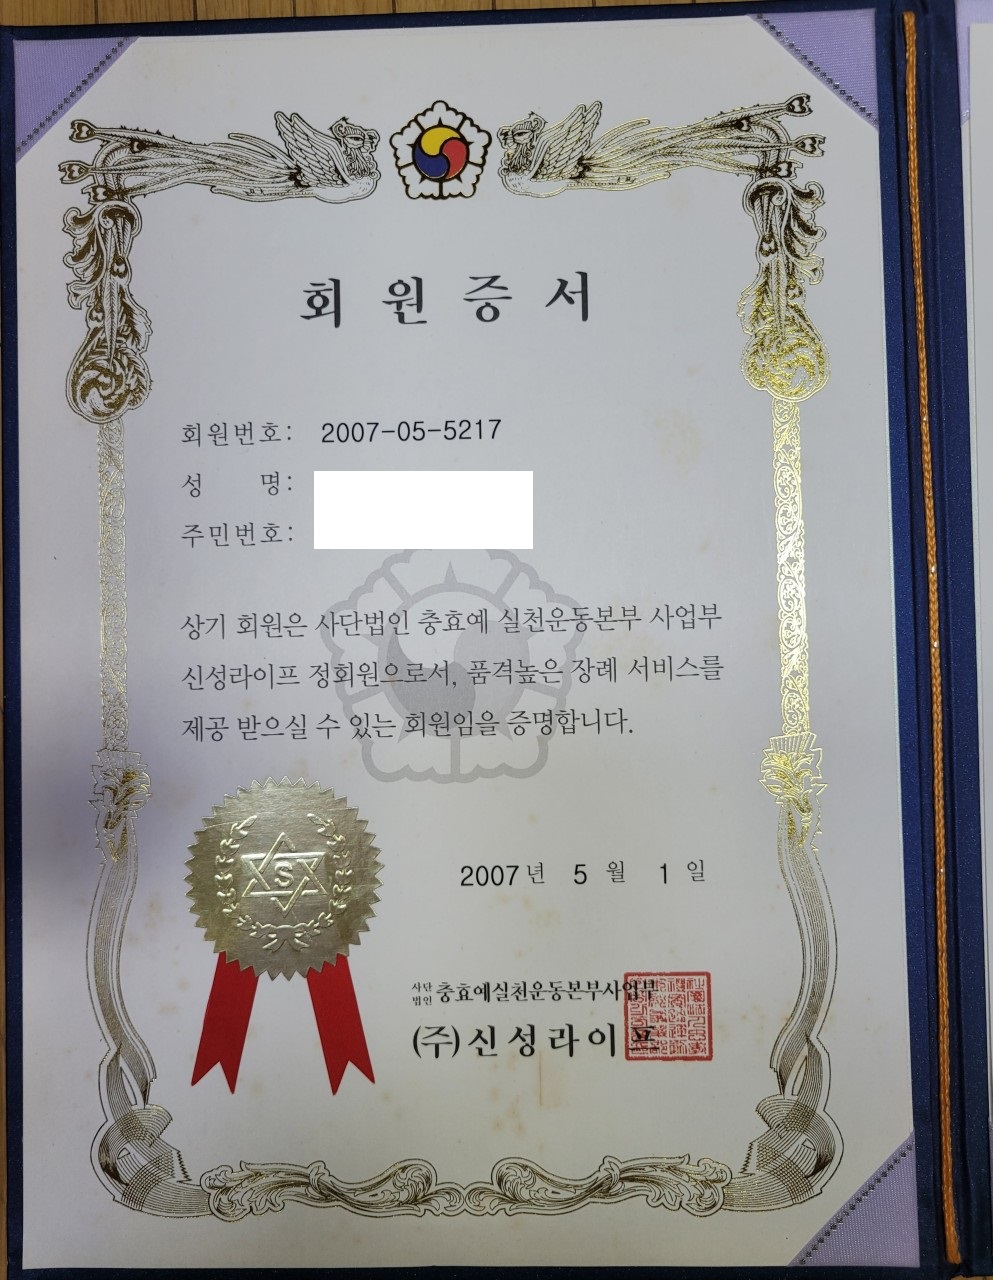 회원증서
회원번호: 2007-05-5217
성 명:
주민번호:
상기 회원은 사단법인 충효예 실천운동본부 사업부
신성라이프 정회원으로서, 품격높은 장례 서비스를
제공 받으실 수 있는 회원임을 증명합니다.
S
2007년 5월 1일
사단법인 충효예실천운동본부사업부
(주)신성라이프